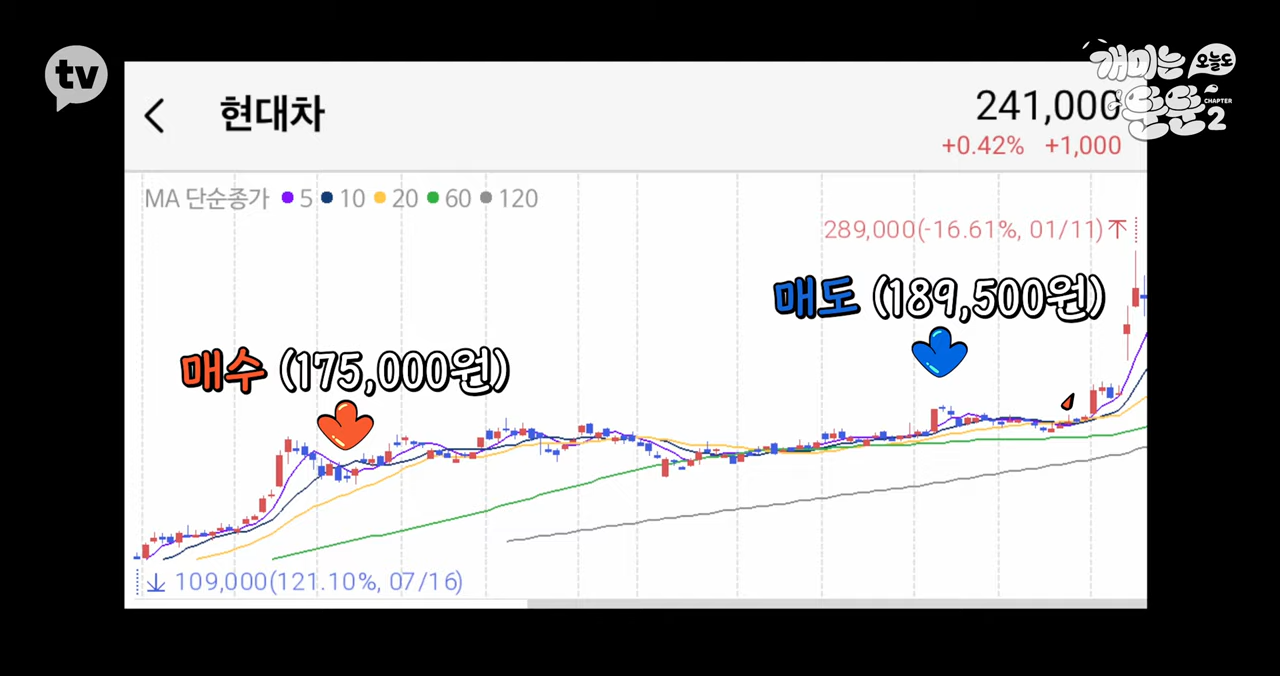 tv
개미는 오늘도
뚠뚠 CHAPTER 2
현대차
241,000
+0.42% +1,000
MA 단순종가 5 10 20 60 120
289,000(-16.61%, 01/11)
매도 (189,500원)
매수 (175,000원)
109,000(121.10%, 07/16)